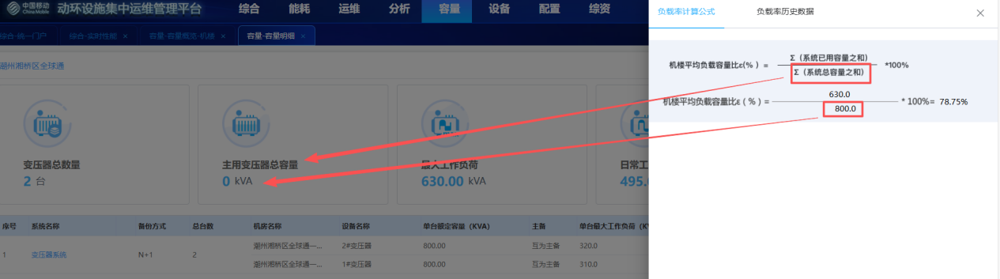 中国移动
China Mobile
动环设施集中运维管理平台
综合 能耗 运维 分析 容量 设备 配置 综资
综合-统一门户 综合-实时性能 × 容量-容量概览-机楼 × 容量-容量明细 ×
潮州湘桥区全球通
变压器总数量
2 台
主用变压器总容量
0 kVA
最大工作负荷
630.00 kVA
日常工
495.
序号 系统名称 备份方式 总台数 机房名称 设备名称 单台额定容量（KVA） 主备 单台最大工作负荷（K
1 变压器系统 N+1 2
潮州湘桥区全球通一... 2#变压器 800.00 互为主备 320.0
潮州湘桥区全球通一... 1#变压器 800.00 互为主备 310.0
负载率计算公式 负载率历史数据
机楼平均负载容量比ε(%）= Σ（系统已用容量之和） *100%
Σ（系统总容量之和）
机楼平均负载容量比ε（%）= 630.0 * 100%= 78.75%
800.0